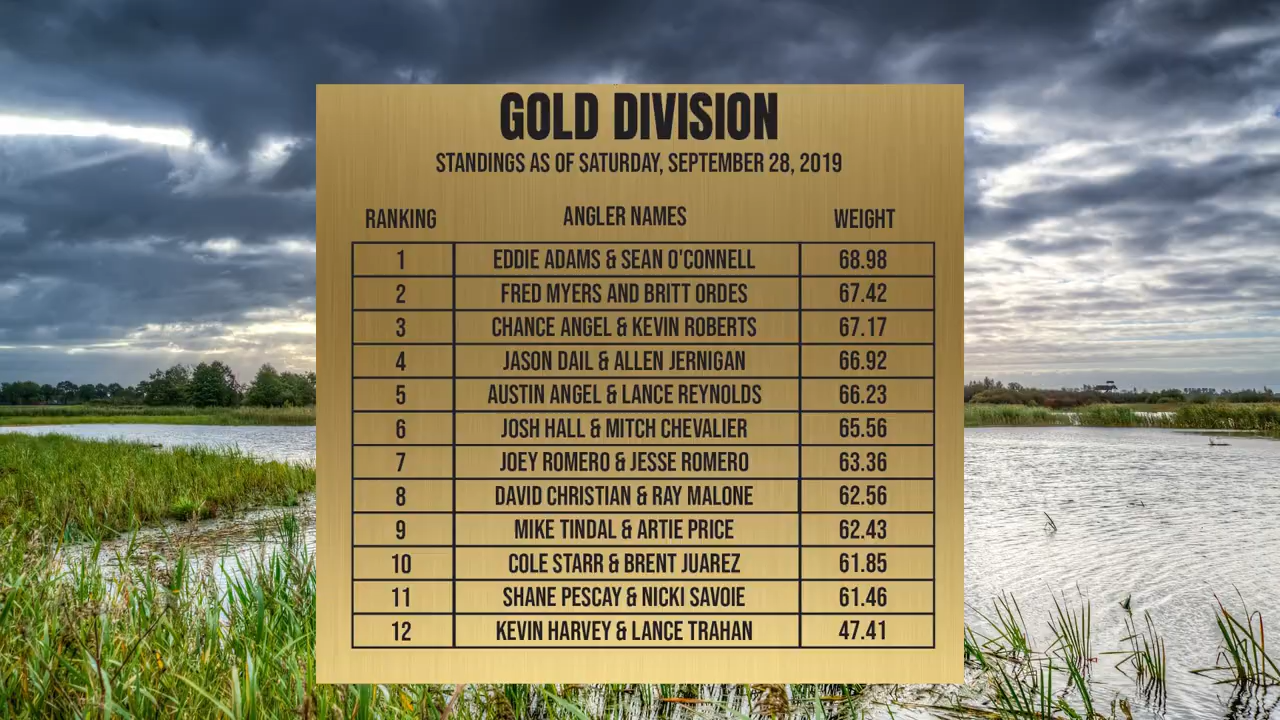 GOLD DIVISION
STANDINGS AS OF SATURDAY, SEPTEMBER 28, 2019
RANKING ANGLER NAMES WEIGHT
1 EDDIE ADAMS & SEAN O'CONNELL 68.98
2 FRED MYERS AND BRITT ORDES 67.42
3 CHANCE ANGEL & KEVIN ROBERTS 67.17
4 JASON DAIL & ALLEN JERNIGAN 66.92
5 AUSTIN ANGEL & LANCE REYNOLDS 66.23
6 JOSH HALL & MITCH CHEVALIER 65.56
7 JOEY ROMERO & JESSE ROMERO 63.36
8 DAVID CHRISTIAN & RAY MALONE 62.56
9 MIKE TINDAL & ARTIE PRICE 62.43
10 COLE STARR & BRENT JUAREZ 61.85
11 SHANE PESCAY & NICKI SAVOIE 61.46
12 KEVIN HARVEY & LANCE TRAHAN 47.41